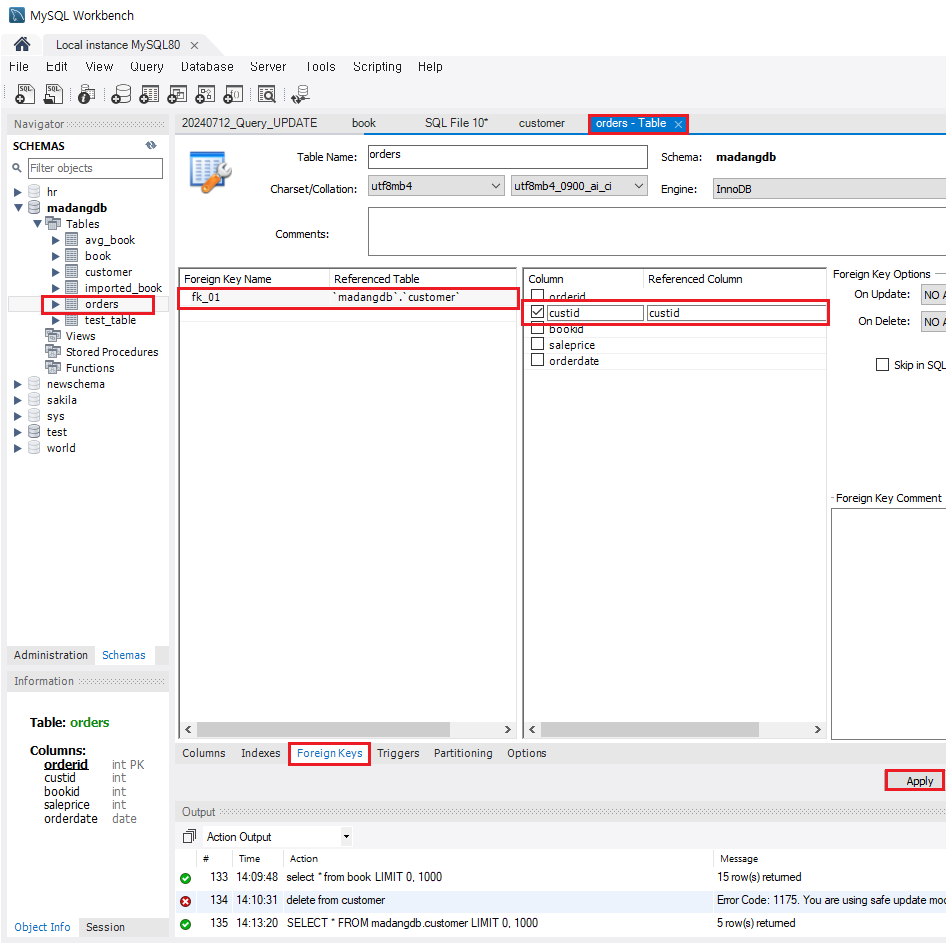 MySQL Workbench
Local instance MySQL80
File Edit View Query Database Server Tools Scripting Help
Navigator
SCHEMAS
Filter objects
hr
madangdb
Tables
avg_book
book
customer
imported_book
orders
test_table
Views
Stored Procedures
Functions
newschema
sakila
sys
test
world
Administration Schemas
Information
Table: orders
Columns:
orderid int PK
custid int
bookid int
saleprice int
orderdate date
Object Info Session
20240712_Query_UPDATE book SQL File 10* customer orders - Table
Table Name: orders Schema: madangdb
Charset/Collation: utf8mb4 utf8mb4_0900_ai_ci Engine: InnoDB
Comments:
Foreign Key Name Referenced Table
fk_01 `madangdb`.`customer`
Column Referenced Column
orderid
custid custid
bookid
saleprice
orderdate
Foreign Key Options
On Update: NO A
On Delete: NO A
Skip in SQL
Foreign Key Comment
Columns Indexes Foreign Keys Triggers Partitioning Options
Apply
Output
Action Output
# Time Action Message
133 14:09:48 select * from book LIMIT 0, 1000 15 row(s) returned
134 14:10:31 delete from customer Error Code: 1175. You are using safe update mod
135 14:13:20 SELECT * FROM madangdb.customer LIMIT 0, 1000 5 row(s) returned